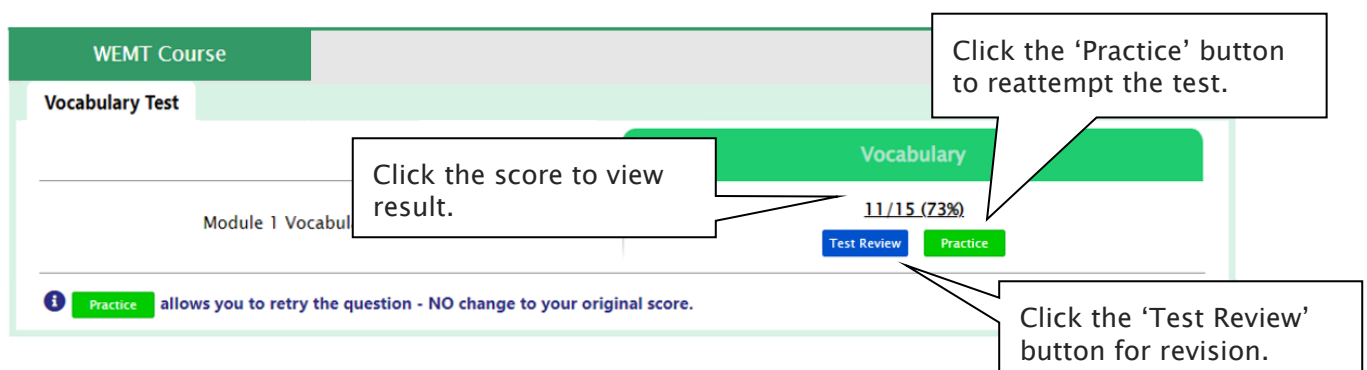 WEMT Course
Click the ‘Practice’ button
to reattempt the test.
Vocabulary Test
Vocabulary
Click the score to view
result.
Module 1
11/15 (73%)
Test Review Practice
Practice allows you to retry the question - NO change to your original score.
Click the ‘Test Review’
button for revision.